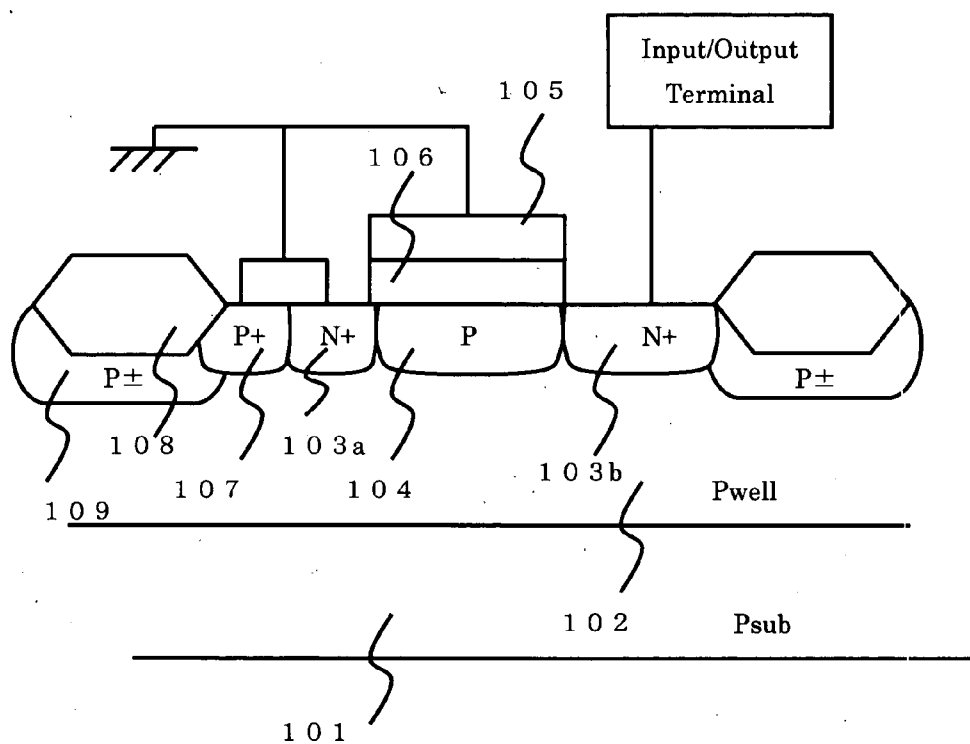 Input/Output
Terminal
105
106
P+
N+
P
N+
P±
P±
108
103a
107
104
103b
109
Pwell
102
Psub
101